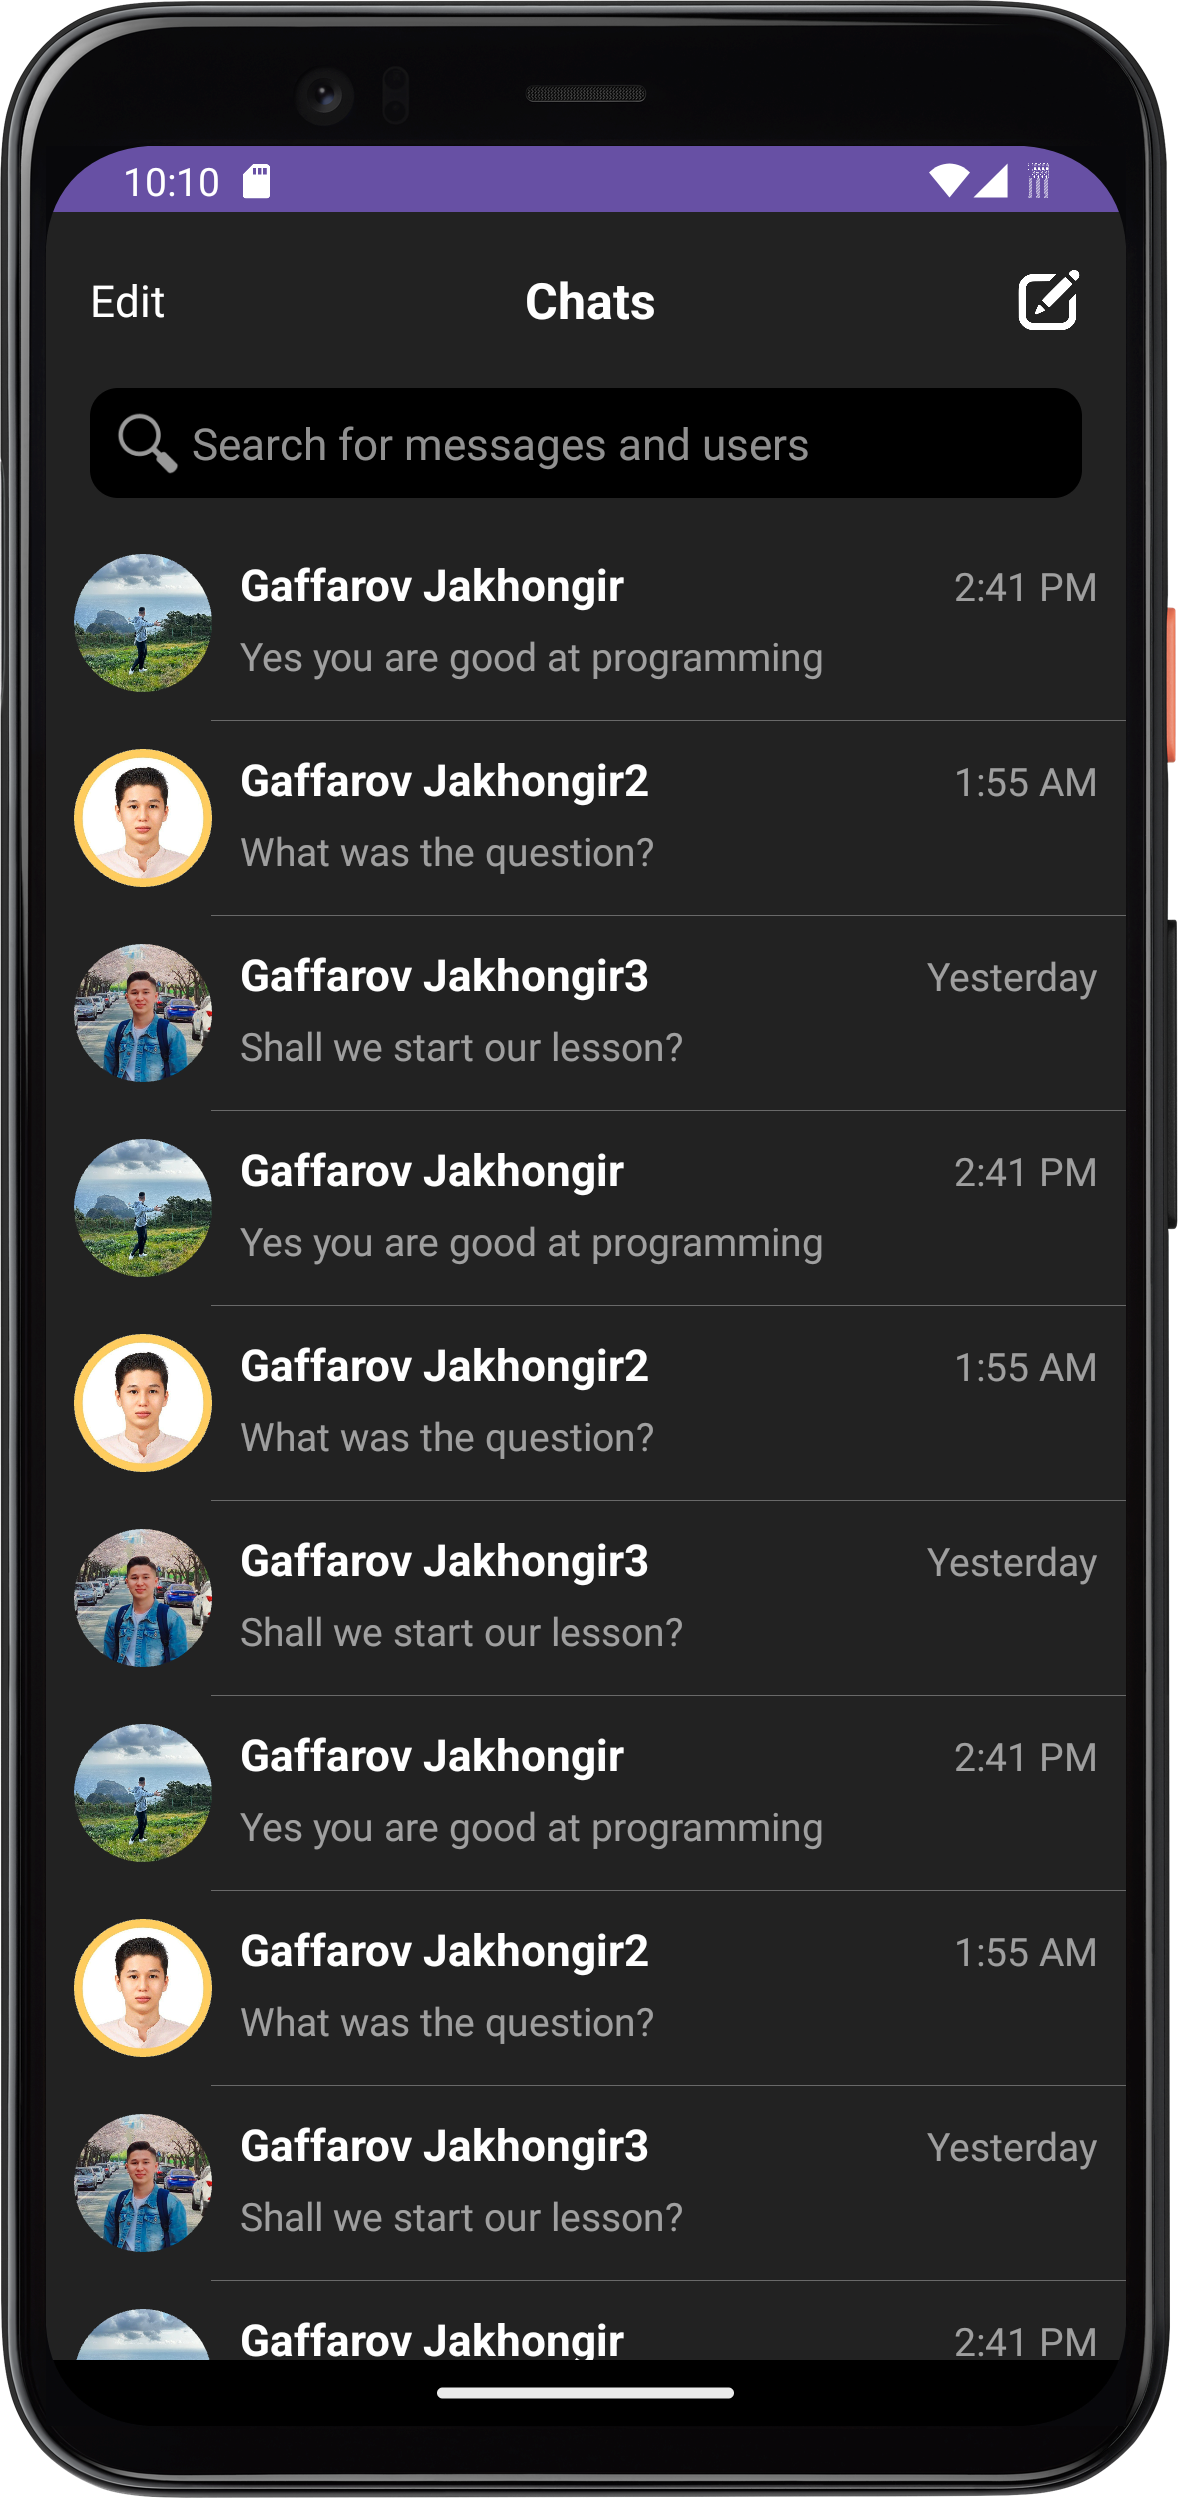 10:10
Edit Chats
Search for messages and users
Gaffarov Jakhongir 2:41 PM
Yes you are good at programming
Gaffarov Jakhongir2 1:55 AM
What was the question?
Gaffarov Jakhongir3 Yesterday
Shall we start our lesson?
Gaffarov Jakhongir 2:41 PM
Yes you are good at programming
Gaffarov Jakhongir2 1:55 AM
What was the question?
Gaffarov Jakhongir3 Yesterday
Shall we start our lesson?
Gaffarov Jakhongir 2:41 PM
Yes you are good at programming
Gaffarov Jakhongir2 1:55 AM
What was the question?
Gaffarov Jakhongir3 Yesterday
Shall we start our lesson?
Gaffarov Jakhongir 2:41 PM